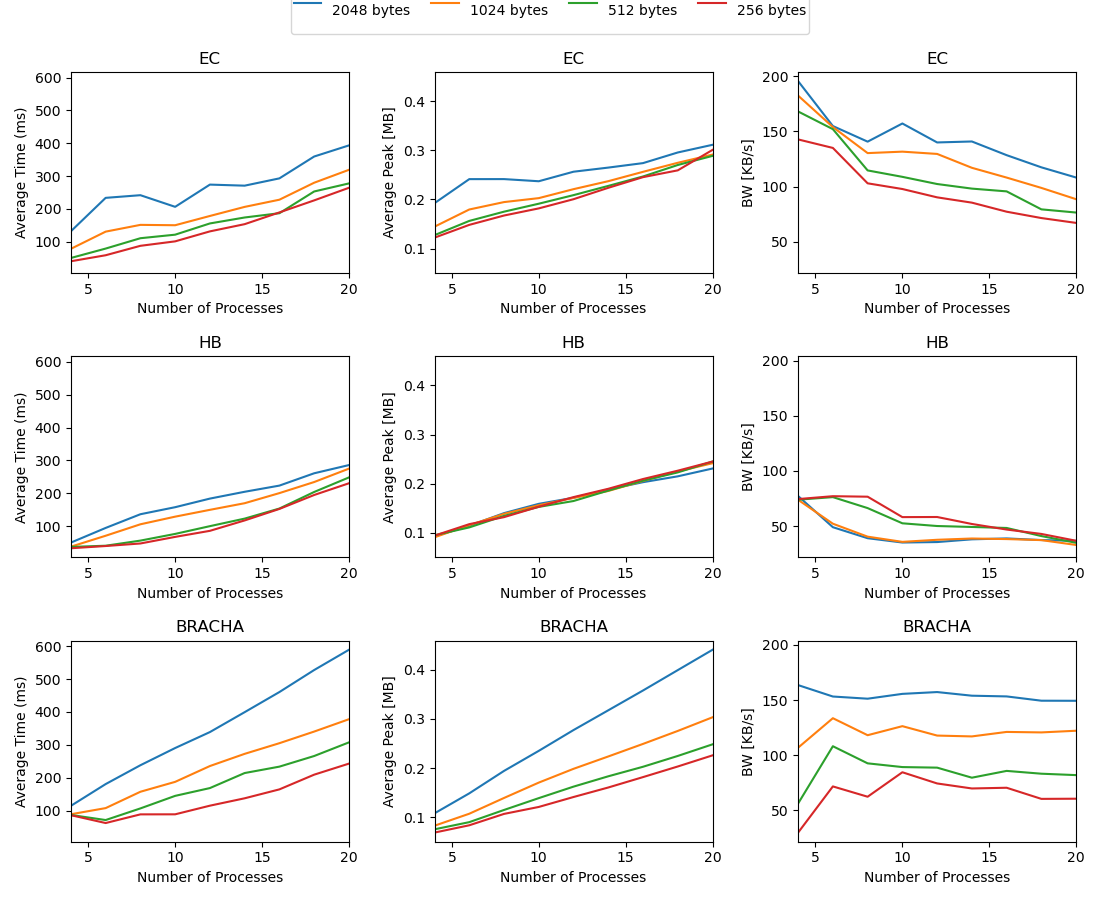 2048 bytes 1024 bytes 512 bytes 256 bytes
EC EC EC
Average Time (ms) 600 500 400 300 200 100
5 10 15 20
Number of Processes
Average Peak [MB] 0.4 0.3 0.2 0.1
5 10 15 20
Number of Processes
BW [KB/s] 200 150 100 50
5 10 15 20
Number of Processes
HB HB HB
Average Time (ms) 600 500 400 300 200 100
5 10 15 20
Number of Processes
Average Peak [MB] 0.4 0.3 0.2 0.1
5 10 15 20
Number of Processes
BW [KB/s] 200 150 100 50
5 10 15 20
Number of Processes
BRACHA BRACHA BRACHA
Average Time (ms) 600 500 400 300 200 100
5 10 15 20
Number of Processes
Average Peak [MB] 0.4 0.3 0.2 0.1
5 10 15 20
Number of Processes
BW [KB/s] 200 150 100 50
5 10 15 20
Number of Processes